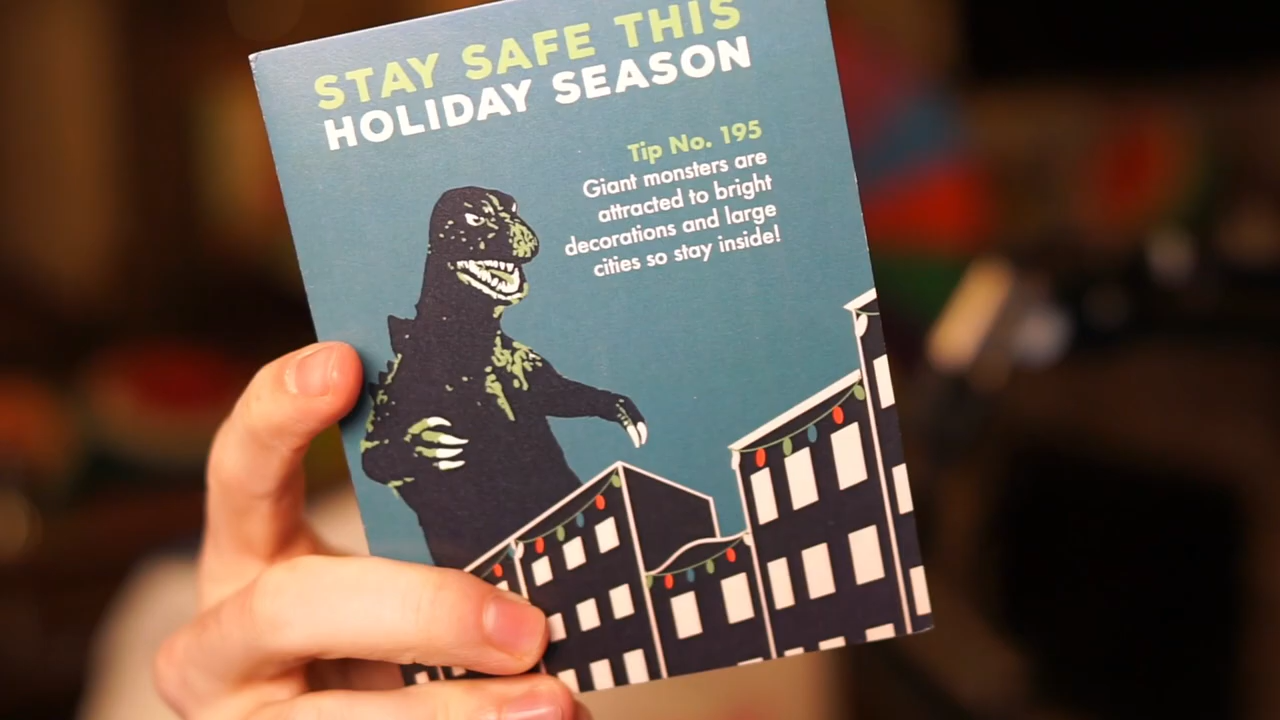 STAY SAFE THIS
HOLIDAY SEASON
Tip No. 195
Giant monsters are
attracted to bright
decorations and large
cities so stay inside!